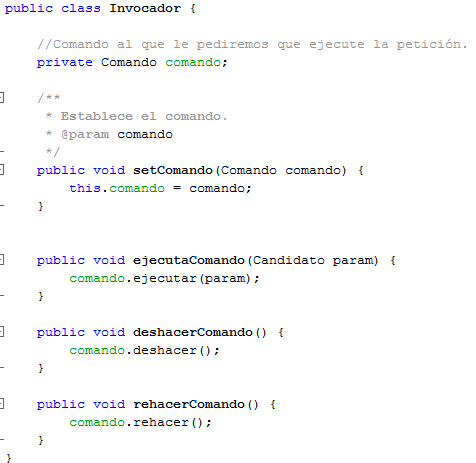 public class Invocador {
//Comando al que le pediremos que ejecute la petición.
private Comando comando;
/**
* Establece el comando.
* @param comando
*/
public void setComando(Comando comando) {
this.comando = comando;
}
public void ejecutaComando(Candidato param) {
comando.ejecutar(param);
}
public void deshacerComando() {
comando.deshacer();
}
public void rehacerComando() {
comando.rehacer();
}
}